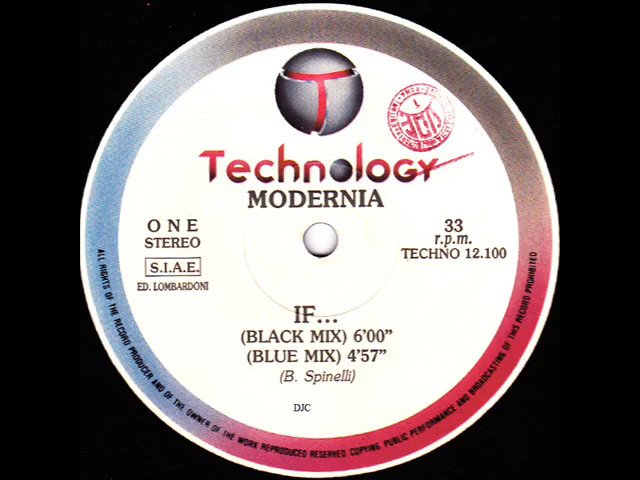 T
Technology
MODERNIA
ONE
STEREO
S.I.A.E.
ED. LOMBARDONI
33
r.p.m.
TECHNO 12.100
IF...
(BLACK MIX) 6'00"
(BLUE MIX) 4'57"
(B. Spinelli)
DJC
ALL RIGHTS OF THE RECORD PRODUCER AND OF THE OWNER OF THE WORK REPRODUCED RESERVED. COPYING, PUBLIC PERFORMANCE AND BROADCASTING OF THIS RECORD PROHIBITED